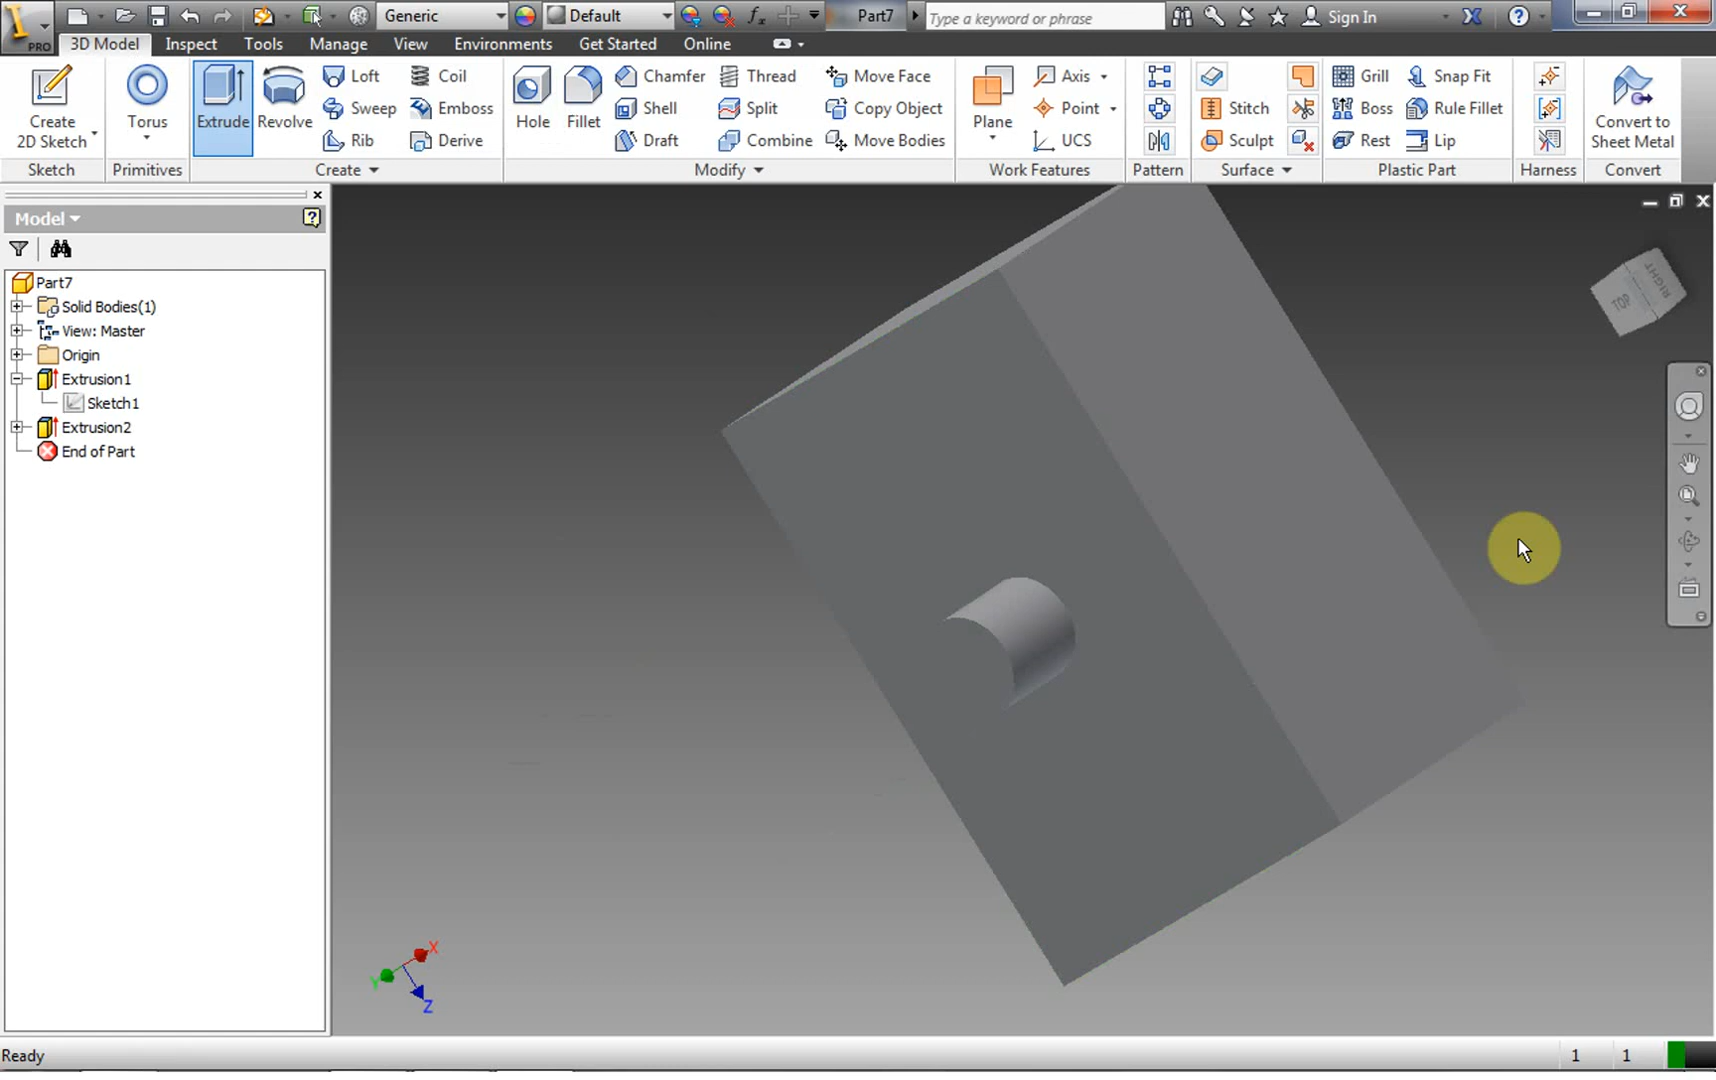 Generic Default fx Part7 Type a keyword or phrase Sign In
PRO 3D Model Inspect Tools Manage View Environments Get Started Online
Create 2D Sketch Torus Extrude Revolve Loft Coil Hole Fillet Chamfer Thread Move Face Plane Axis Grill Snap Fit Convert to Sheet Metal
Sweep Emboss Shell Split Copy Object Point Stitch Boss Rule Fillet
Rib Derive Draft Combine Move Bodies UCS Sculpt Rest Lip
Sketch Primitives Create Modify Work Features Pattern Surface Plastic Part Harness Convert
Model
Part7
Solid Bodies(1)
View: Master
Origin
Extrusion1
Sketch1
Extrusion2
End of Part
TOP RIGHT
X
Y
Z
Ready 1 1